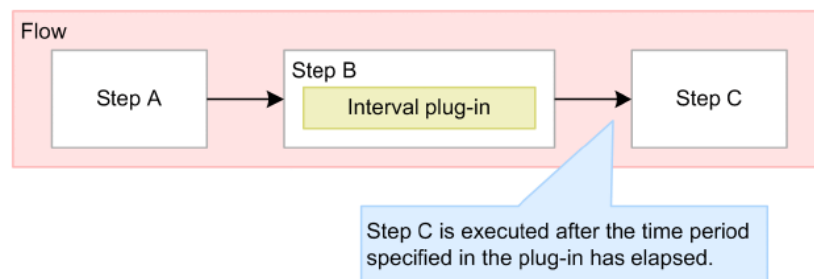 Flow
Step A
Step B
Interval plug-in
Step C
Step C is executed after the time period
specified in the plug-in has elapsed.